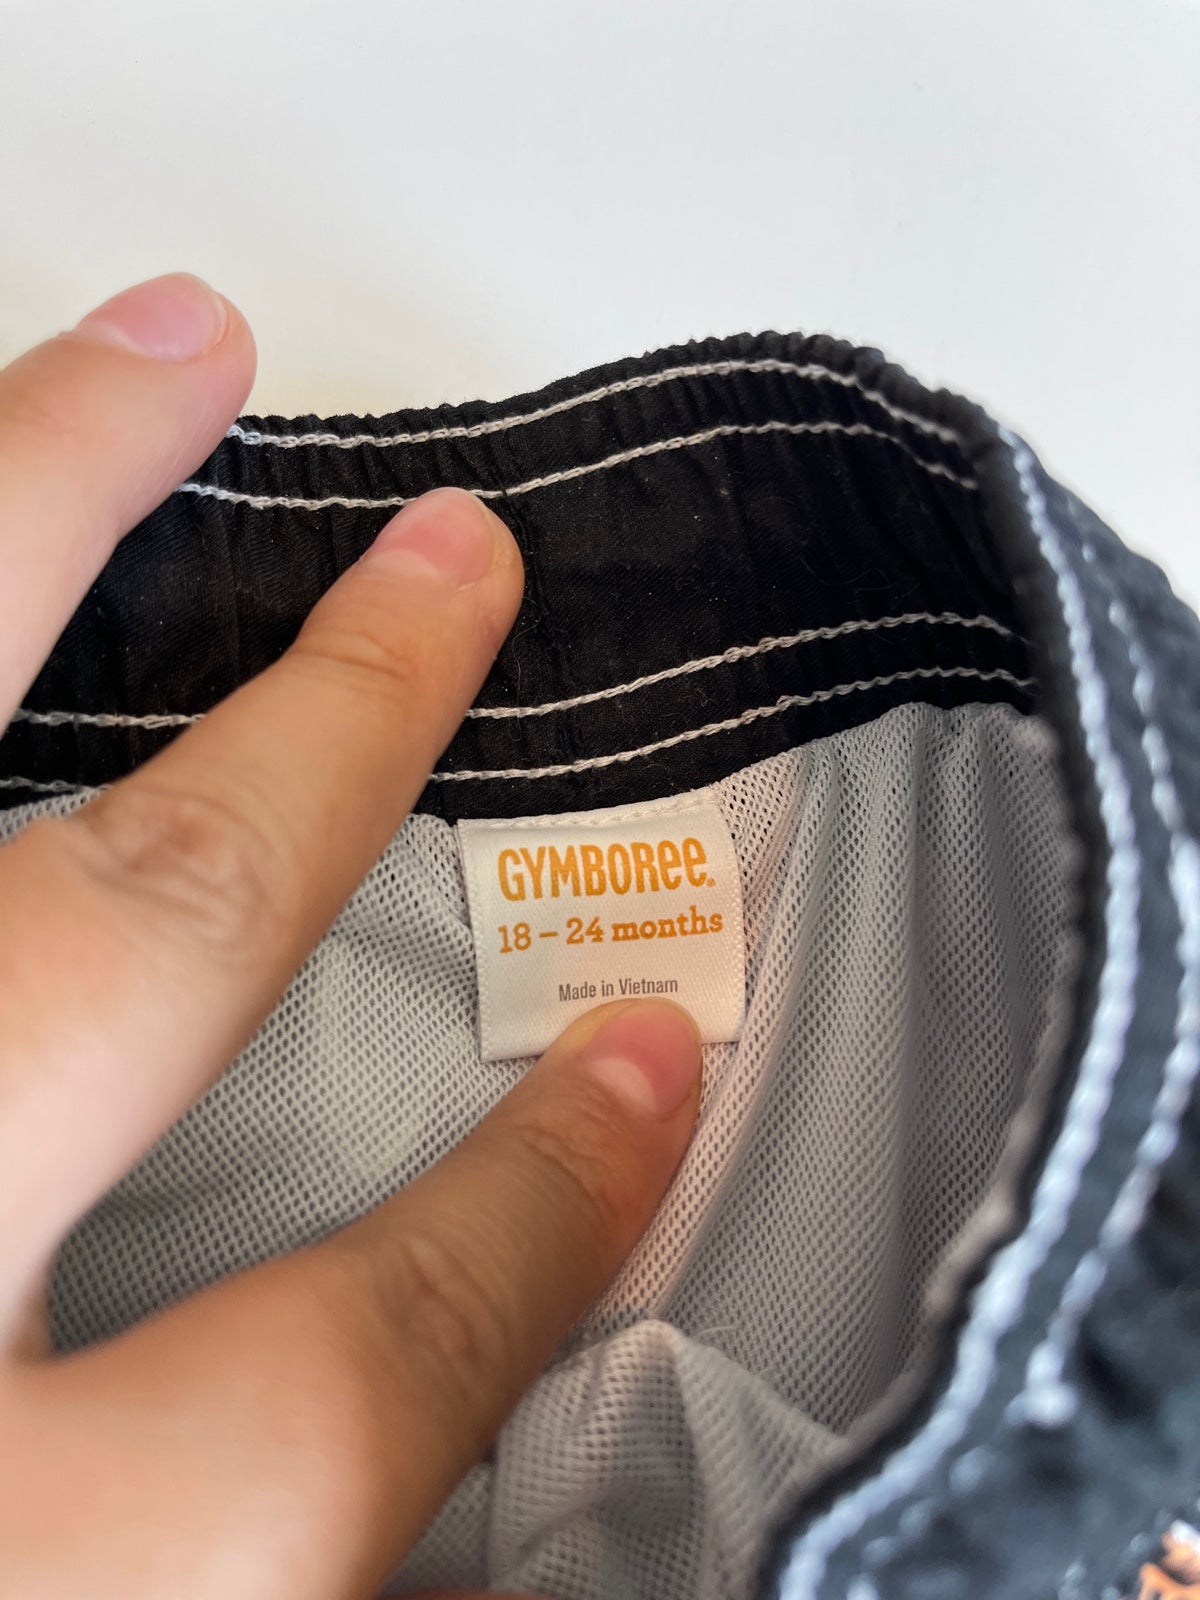 GYMBOREE
18 – 24 months
Made in Vietnam